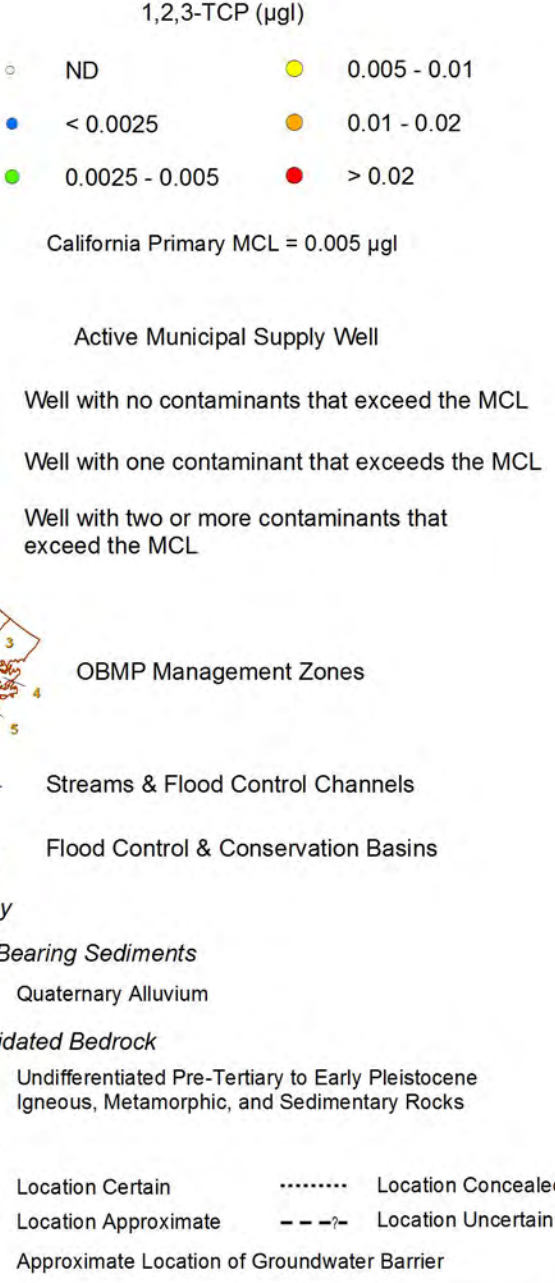 1,2,3-TCP (µgl)
ND 0.005 - 0.01
< 0.0025 0.01 - 0.02
0.0025 - 0.005 > 0.02
California Primary MCL = 0.005 µgl
Active Municipal Supply Well
Well with no contaminants that exceed the MCL
Well with one contaminant that exceeds the MCL
Well with two or more contaminants that
exceed the MCL
3
4
5
OBMP Management Zones
Streams & Flood Control Channels
Flood Control & Conservation Basins
y
Bearing Sediments
Quaternary Alluvium
idated Bedrock
Undifferentiated Pre-Tertiary to Early Pleistocene
Igneous, Metamorphic, and Sedimentary Rocks
Location Certain Location Concealed
Location Approximate ? Location Uncertain
Approximate Location of Groundwater Barrier